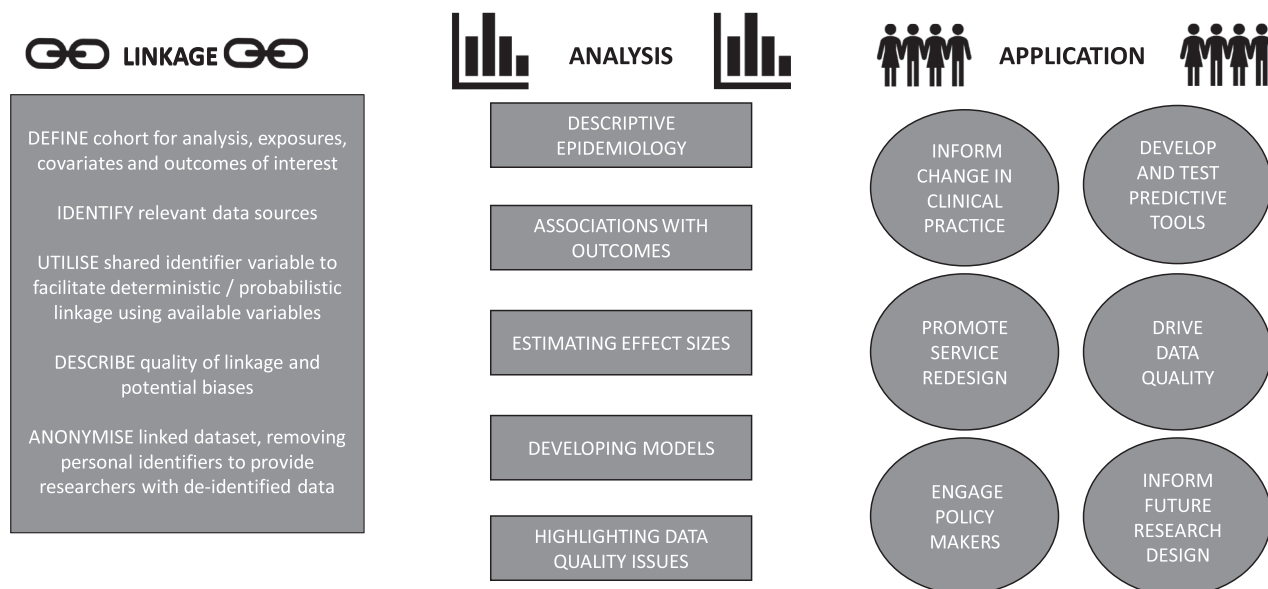 LINKAGE
DEFINE cohort for analysis, exposures,
covariates and outcomes of interest
IDENTIFY relevant data sources
UTILISE shared identifier variable to
facilitate deterministic / probabilistic
linkage using available variables
DESCRIBE quality of linkage and
potential biases
ANONYMISE linked dataset, removing
personal identifiers to provide
researchers with de-identified data
ANALYSIS
DESCRIPTIVE
EPIDEMIOLOGY
ASSOCIATIONS WITH
OUTCOMES
ESTIMATING EFFECT SIZES
DEVELOPING MODELS
HIGHLIGHTING DATA
QUALITY ISSUES
APPLICATION
INFORM
CHANGE IN
CLINICAL
PRACTICE
DEVELOP
AND TEST
PREDICTIVE
TOOLS
PROMOTE
SERVICE
REDESIGN
DRIVE
DATA
QUALITY
ENGAGE
POLICY
MAKERS
INFORM
FUTURE
RESEARCH
DESIGN